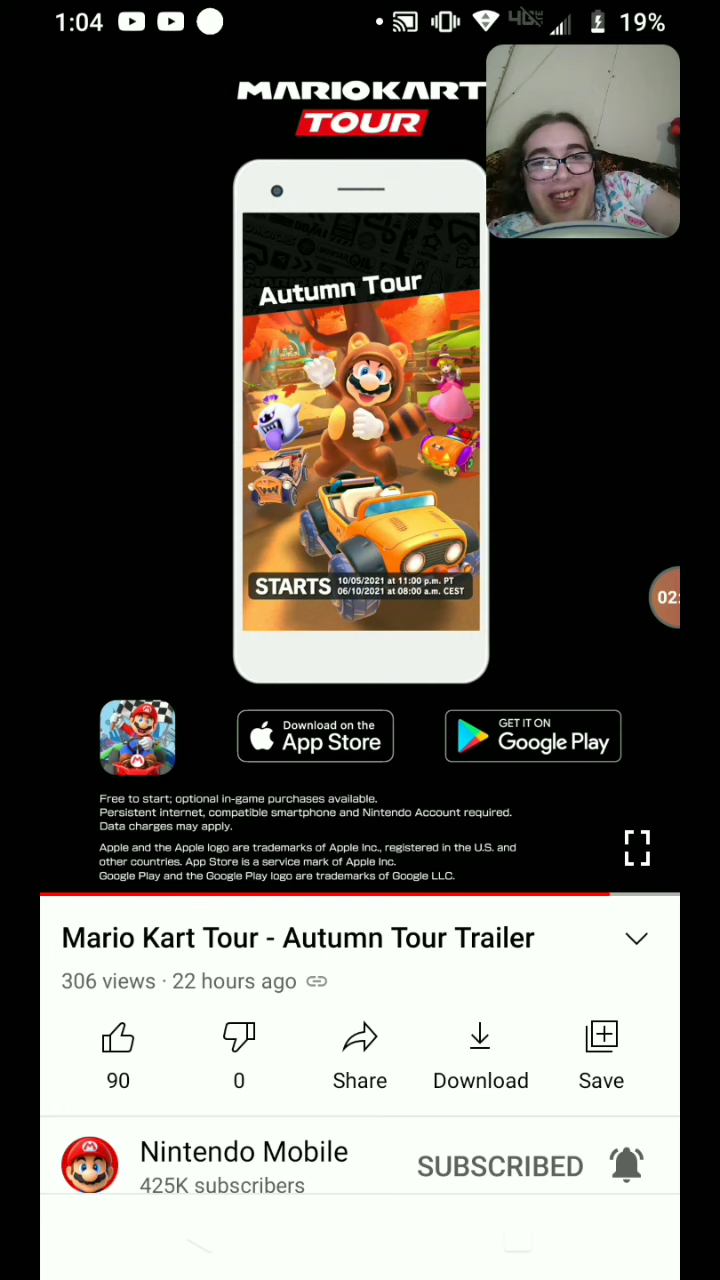 1:04
19%
MARIO KART
TOUR
Autumn Tour
STARTS
10/05/2021 at 11:00 p.m. PT
06/10/2021 at 08:00 a.m. CEST
02:
Download on the
App Store
GET IT ON
Google Play
Free to start; optional in-game purchases available.
Persistent internet, compatible smartphone and Nintendo Account required.
Data charges may apply.
Apple and the Apple logo are trademarks of Apple Inc., registered in the U.S. and
other countries. App Store is a service mark of Apple Inc.
Google Play and the Google Play logo are trademarks of Google LLC.
Mario Kart Tour - Autumn Tour Trailer
306 views · 22 hours ago
90
0
Share
Download
Save
Nintendo Mobile
SUBSCRIBED
425K subscribers